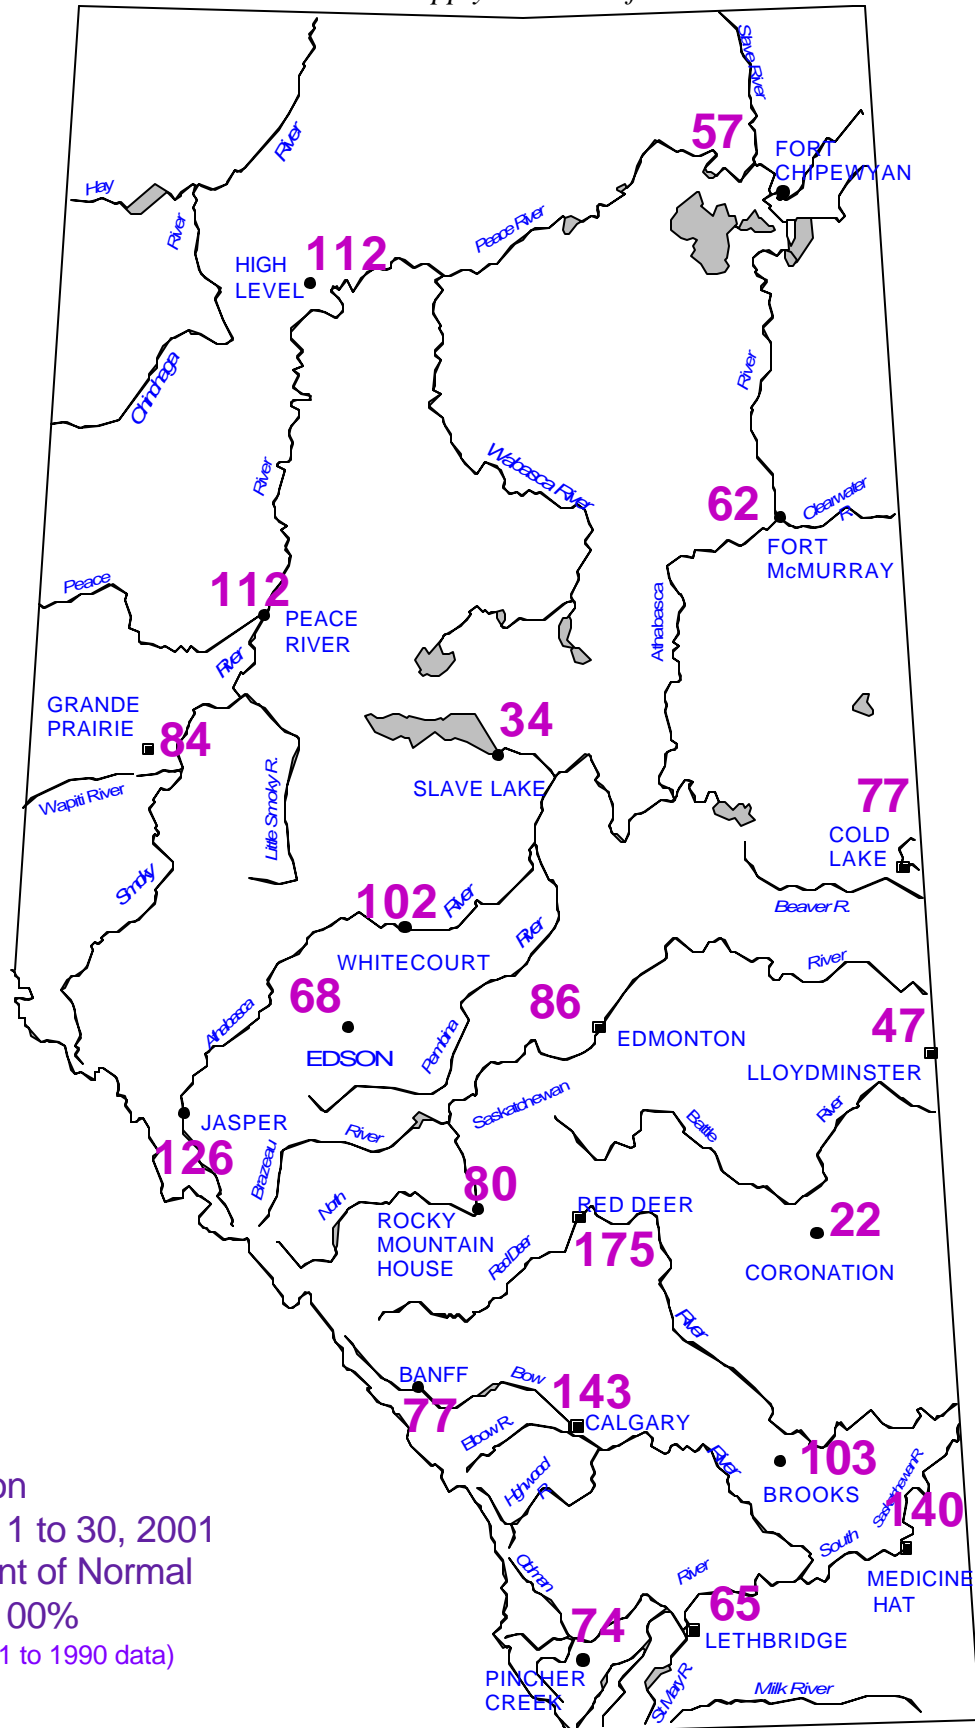 Slave River
57
FORT
CHIPEWYAN
River
Hay
River
Peace River
112
HIGH
LEVEL
River
Chinchaga
Wabasca River
River
62
Clearwater
R.
FORT
McMURRAY
Peace
112
PEACE
RIVER
River
Athabasca
GRANDE
PRAIRIE
84
34
SLAVE LAKE
Wapiti River
Little Smoky R.
77
COLD
LAKE
Smoky
Beaver R.
102
River
WHITECOURT
River
River
68
EDSON
86
EDMONTON
47
LLOYDMINSTER
Athabasca
Pembina
Saskatchewan
JASPER
126
River
Brazeau
Battle
River
North
80
ROCKY
MOUNTAIN
HOUSE
RED DEER
175
Red Deer
22
CORONATION
River
BANFF
77
Bow
143
CALGARY
Elbow R.
Highwood
R.
River
103
BROOKS
Saskatchewan R.
140
South
MEDICINE
HAT
on
1 to 30, 2001
nt of Normal
00%
1 to 1990 data)
Oldman
River
74
PINCHER
CREEK
65
LETHBRIDGE
St. Mary R.
Milk River